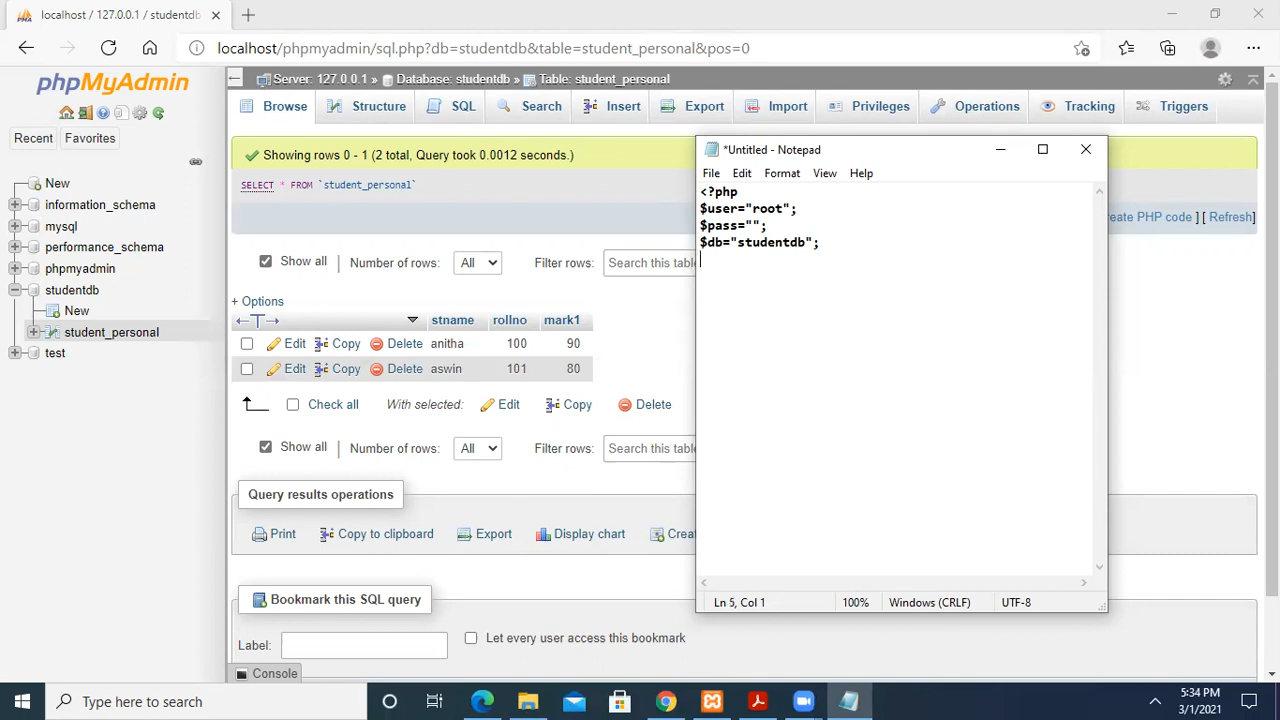 localhost / 127.0.0.1 / studentdb
localhost/phpmyadmin/sql.php?db=studentdb&table=student_personal&pos=0
phpMyAdmin
Recent Favorites
New
information_schema
mysql
performance_schema
phpmyadmin
studentdb
New
student_personal
test
Server: 127.0.0.1 » Database: studentdb » Table: student_personal
Browse Structure SQL Search Insert Export Import Privileges Operations Tracking Triggers
Showing rows 0 - 1 (2 total, Query took 0.0012 seconds.)
SELECT * FROM `student_personal`
reate PHP code ] [ Refresh]
Show all Number of rows: All Filter rows: Search this table
+ Options
stname rollno mark1
Edit Copy Delete anitha 100 90
Edit Copy Delete aswin 101 80
Check all With selected: Edit Copy Delete
Show all Number of rows: All Filter rows: Search this table
Query results operations
Print Copy to clipboard Export Display chart Crea
Bookmark this SQL query
Label: Let every user access this bookmark
Console
*Untitled - Notepad
File Edit Format View Help
<?php
$user="root";
$pass="";
$db="studentdb";
Ln 5, Col 1 100% Windows (CRLF) UTF-8
Type here to search
5:34 PM
3/1/2021